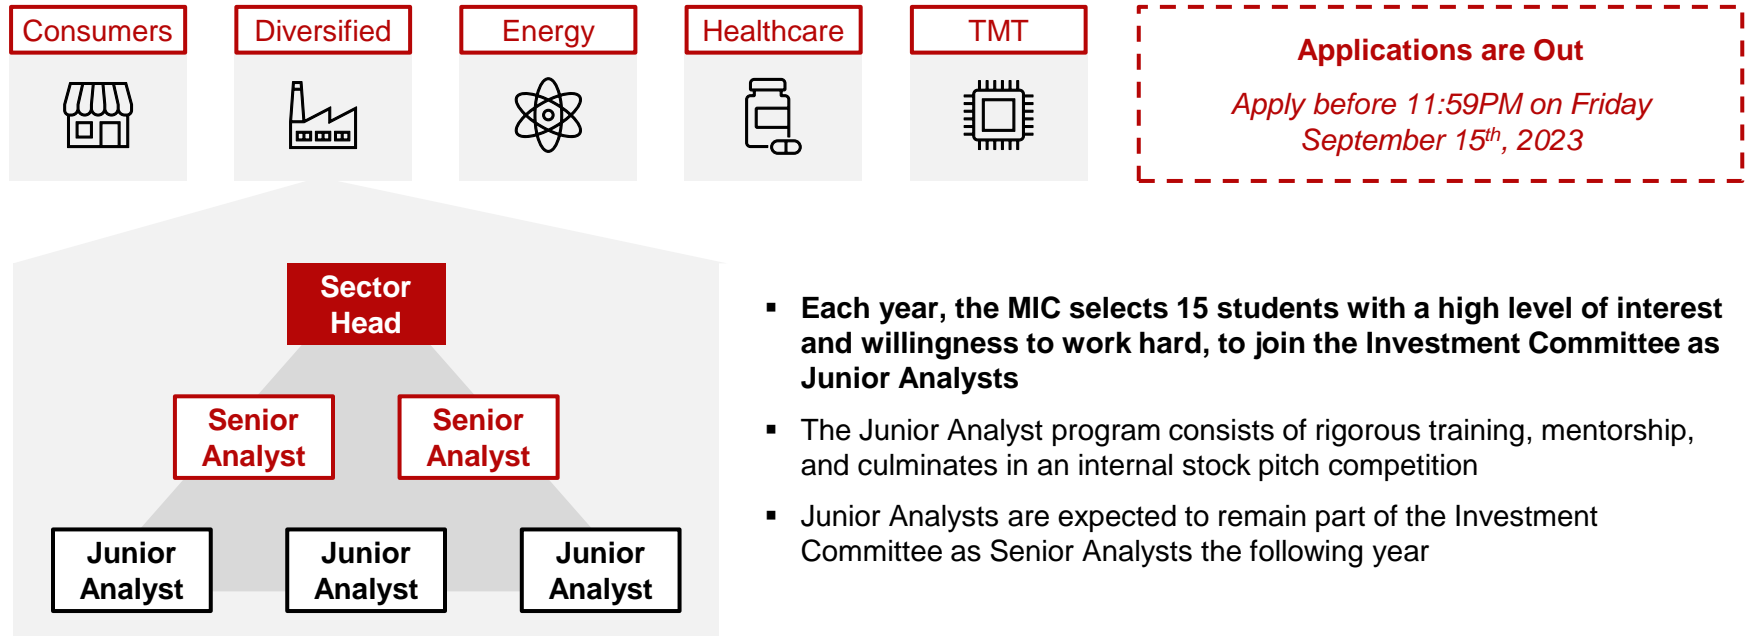 Consumers
Diversified
Energy
Healthcare
TMT
Applications are Out
Apply before 11:59PM on Friday
September 15th, 2023
Sector
Head
Senior
Analyst
Senior
Analyst
Junior
Analyst
Junior
Analyst
Junior
Analyst
▪ Each year, the MIC selects 15 students with a high level of interest
and willingness to work hard, to join the Investment Committee as
Junior Analysts
▪ The Junior Analyst program consists of rigorous training, mentorship,
and culminates in an internal stock pitch competition
▪ Junior Analysts are expected to remain part of the Investment
Committee as Senior Analysts the following year